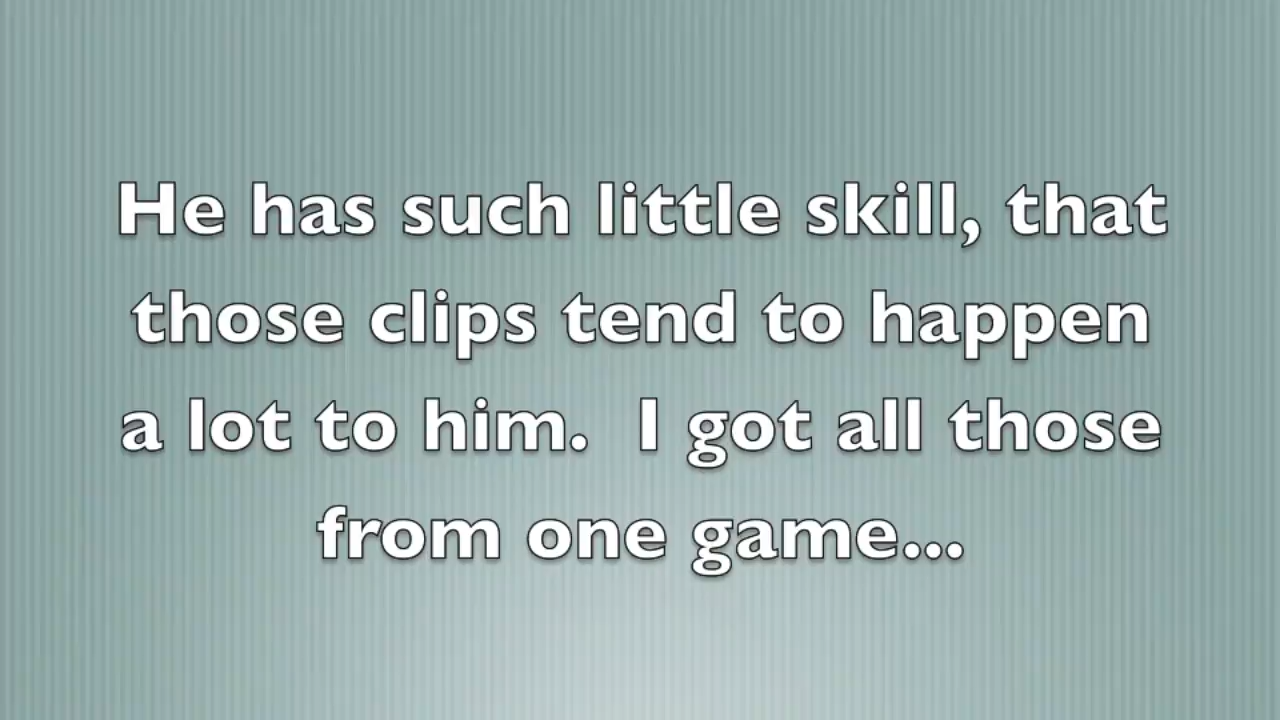 He has such little skill, that
those clips tend to happen
a lot to him.  I got all those
from one game...